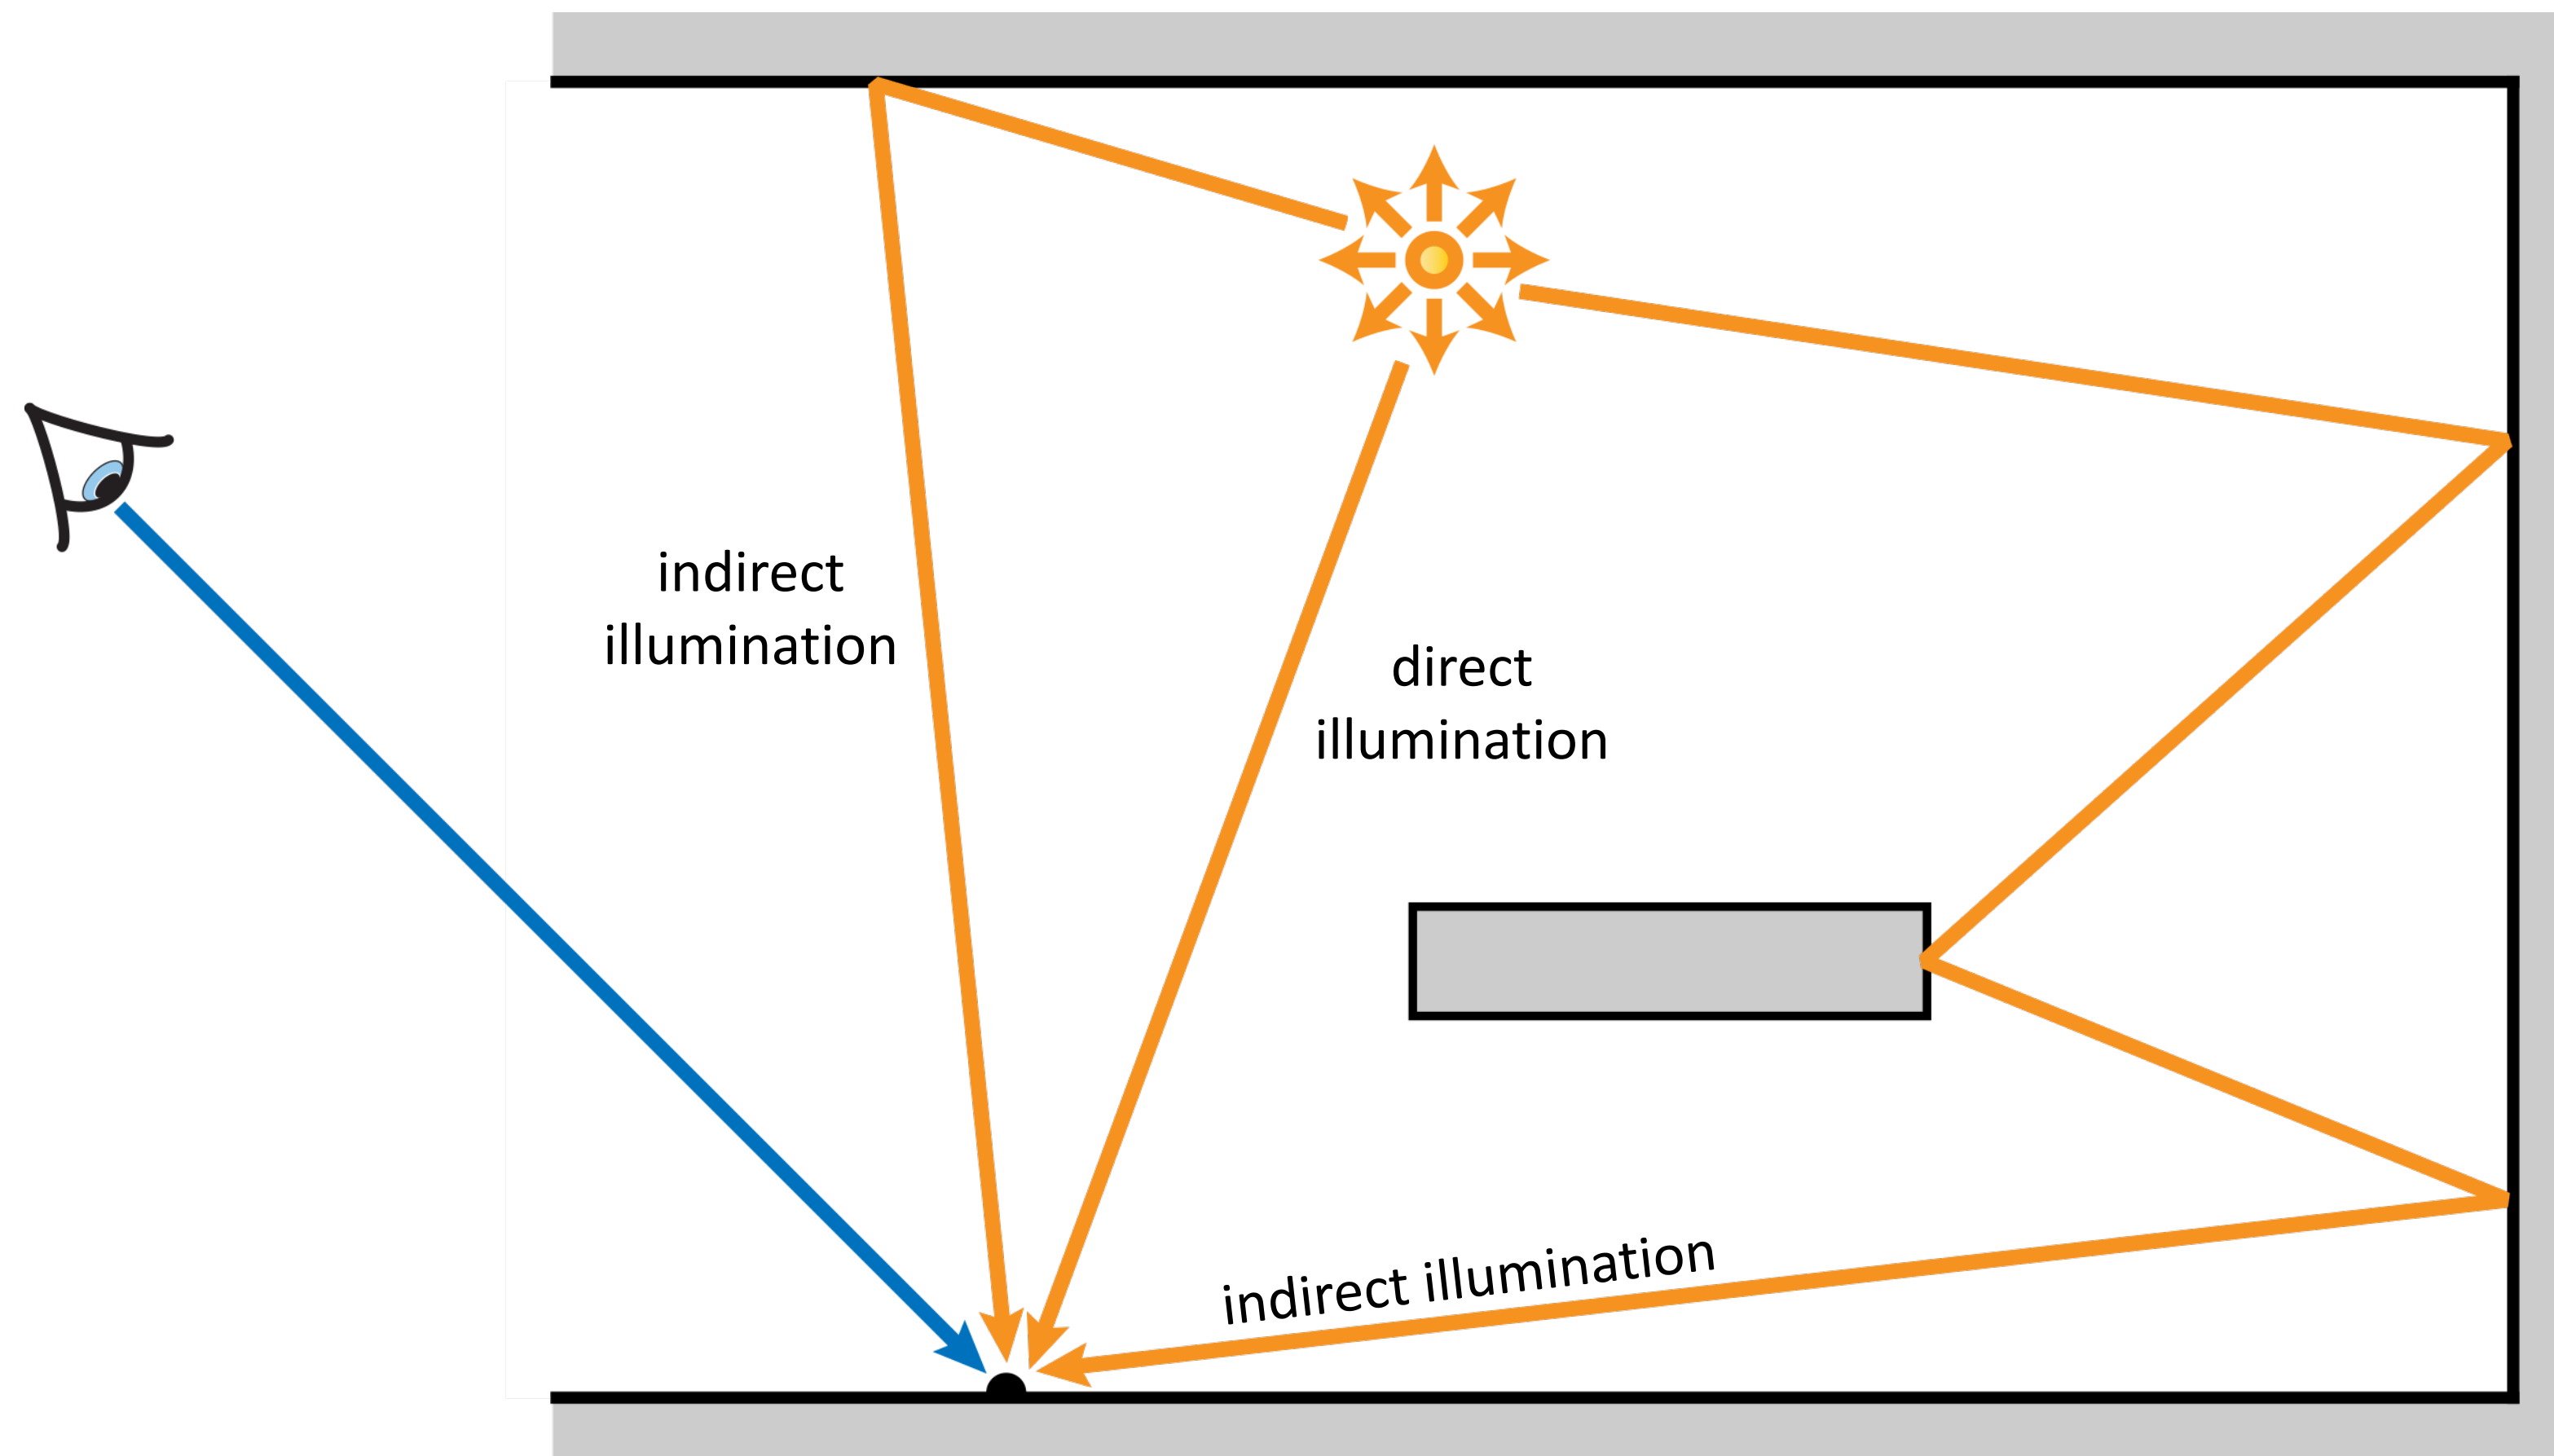 indirect
illumination
direct
illumination
indirect illumination